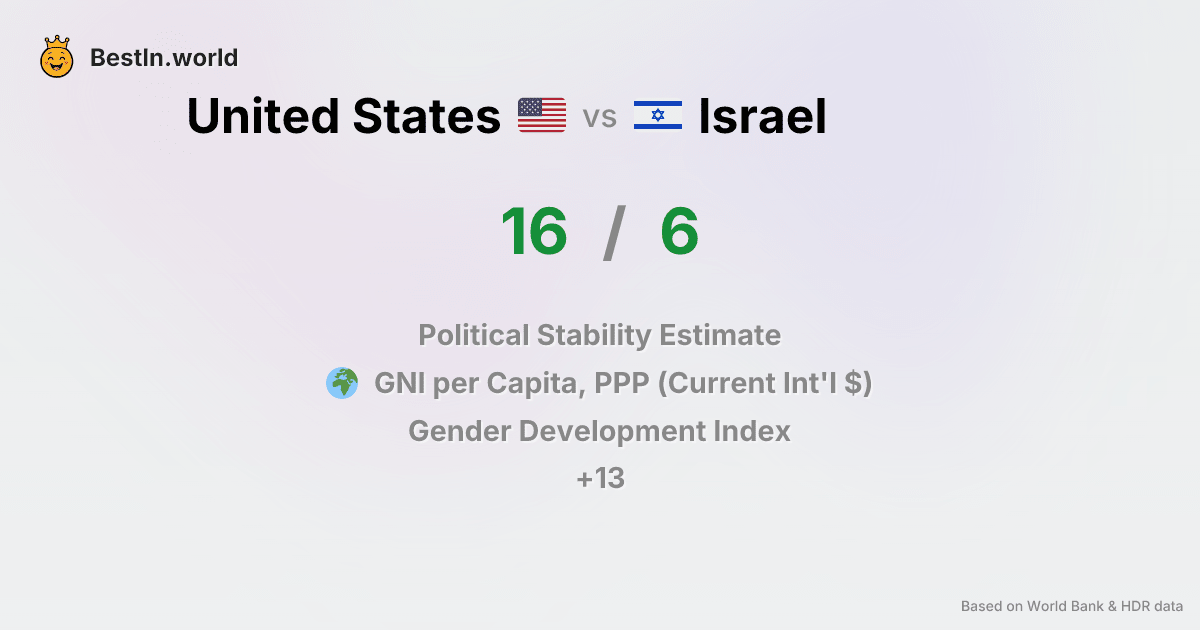 BestIn.world
United States vs Israel
16 / 6
Political Stability Estimate
GNI per Capita, PPP (Current Int'l $)
Gender Development Index
+13
Based on World Bank & HDR data